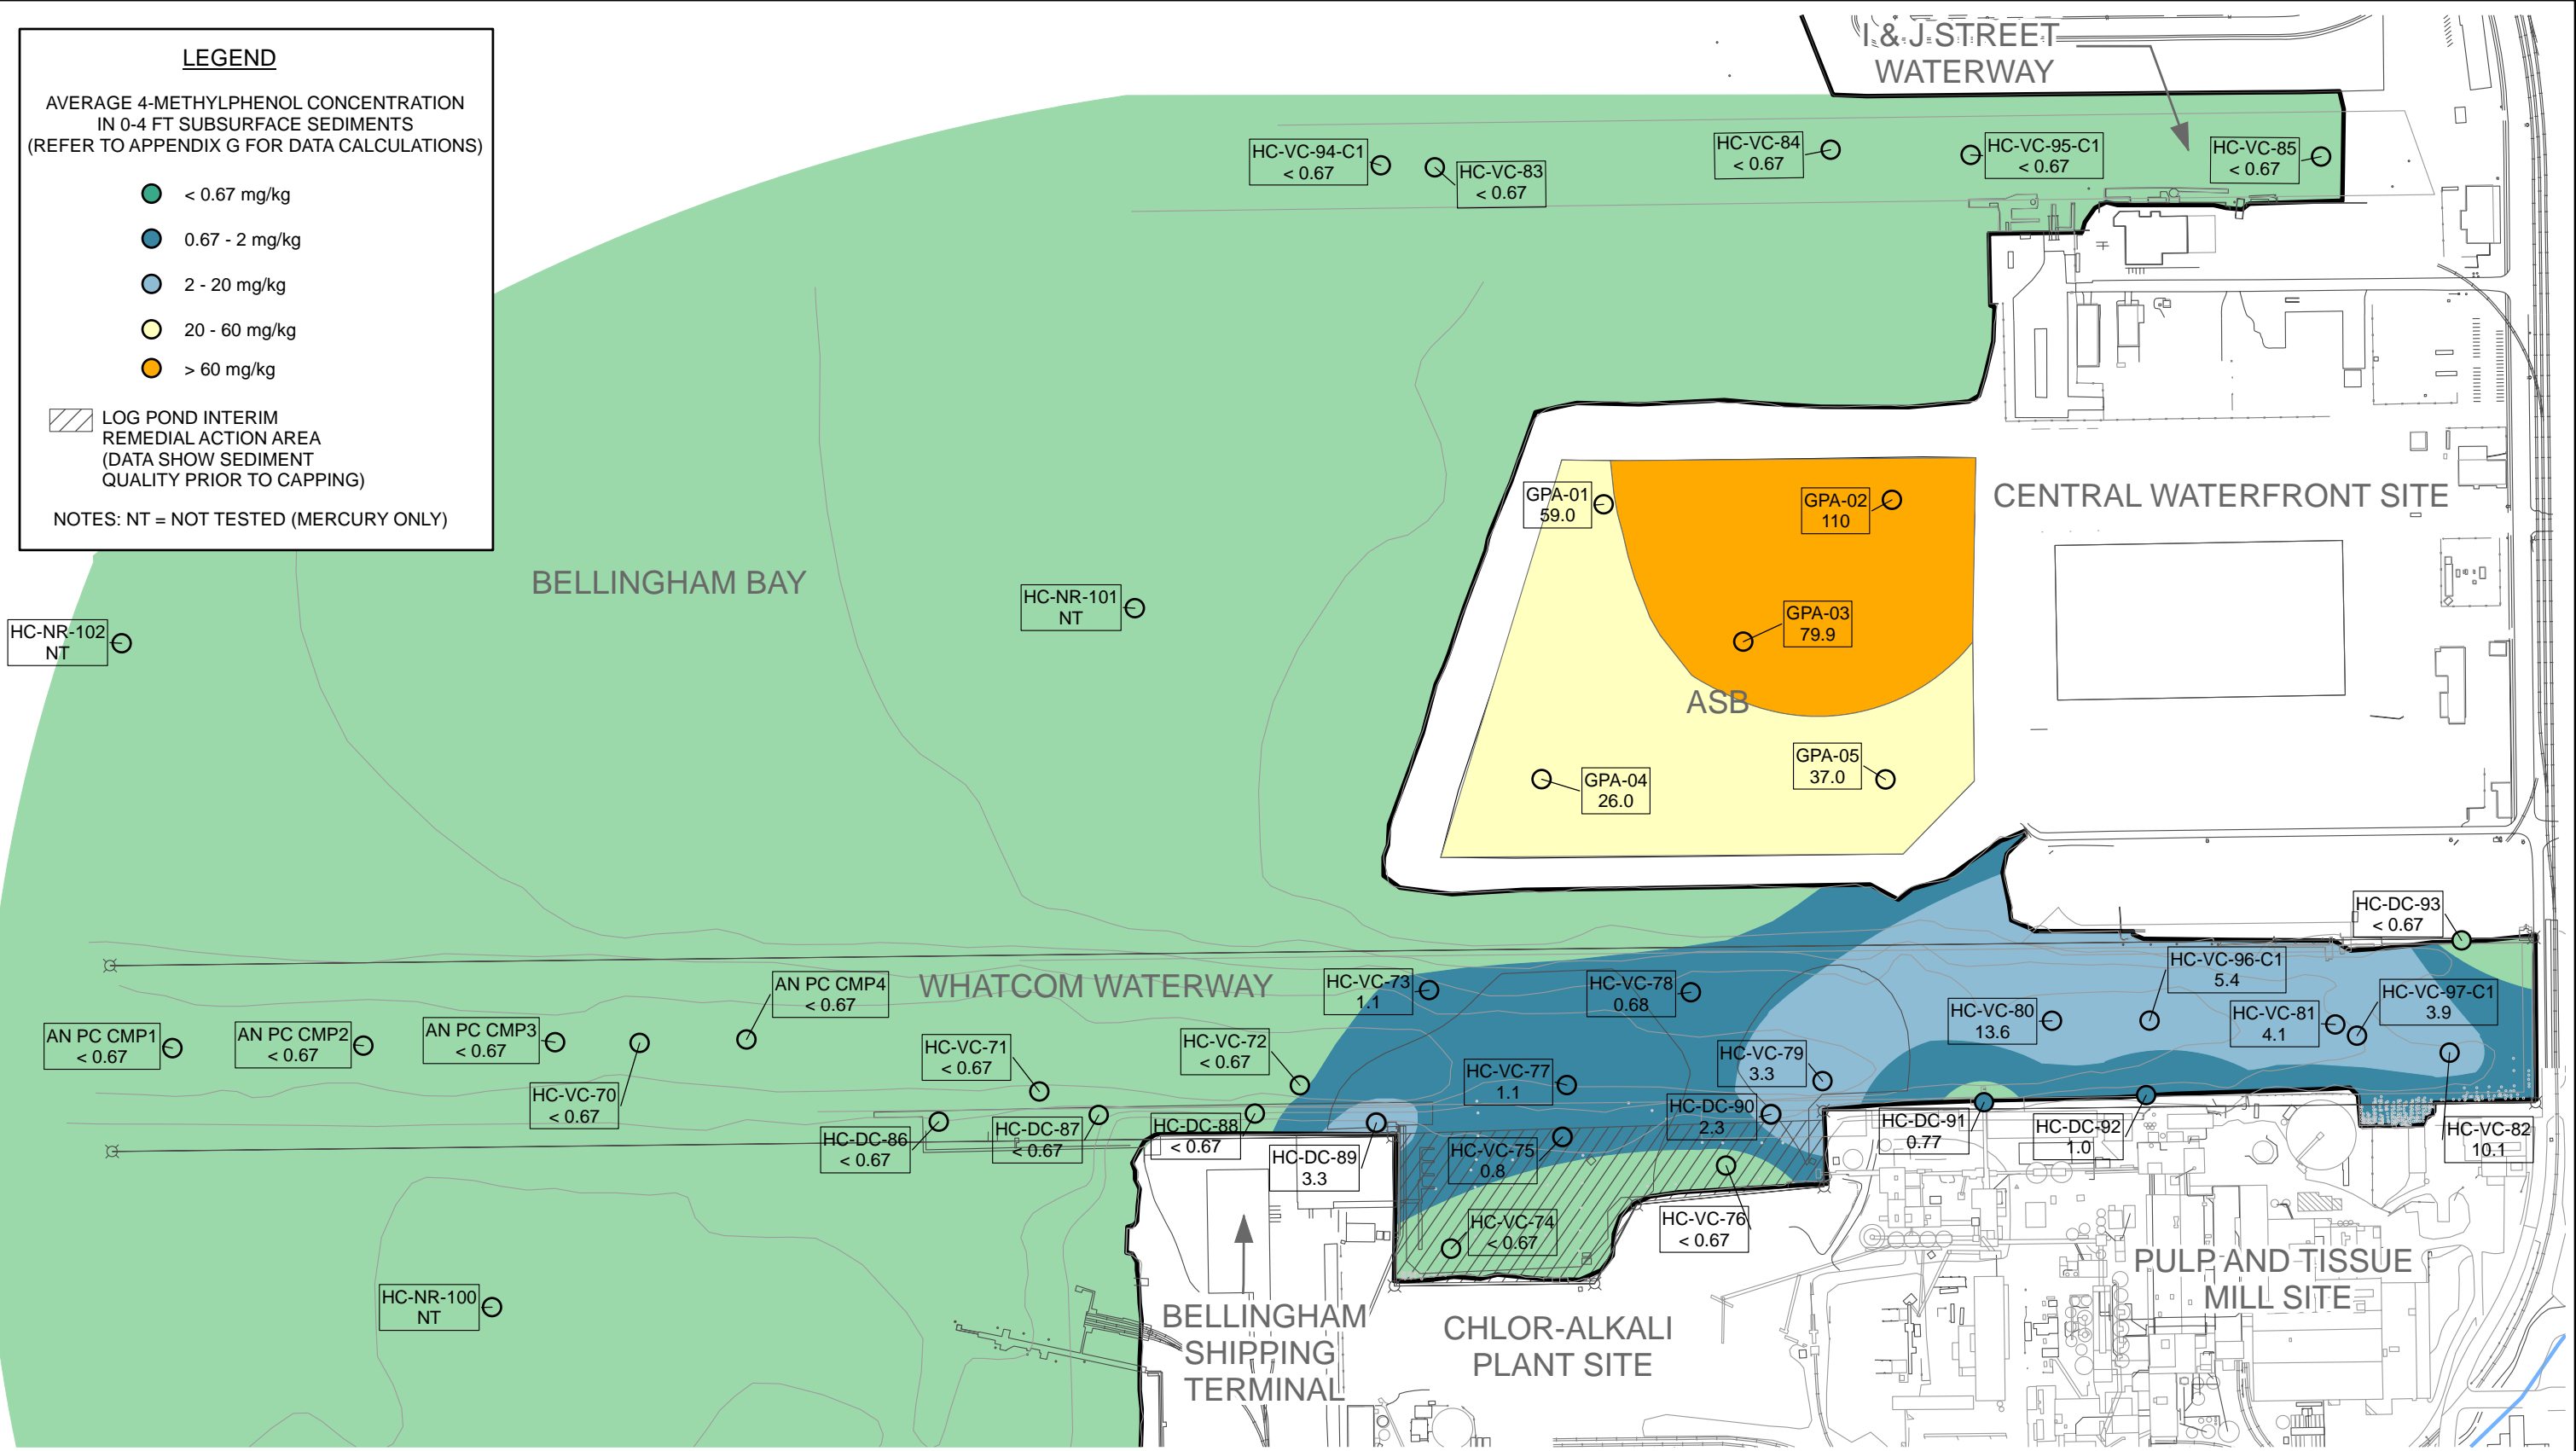 LEGEND
AVERAGE 4-METHYLPHENOL CONCENTRATION
IN 0-4 FT SUBSURFACE SEDIMENTS
(REFER TO APPENDIX G FOR DATA CALCULATIONS)
< 0.67 mg/kg
0.67 - 2 mg/kg
2 - 20 mg/kg
20 - 60 mg/kg
> 60 mg/kg
LOG POND INTERIM
REMEDIAL ACTION AREA
(DATA SHOW SEDIMENT
QUALITY PRIOR TO CAPPING)
NOTES: NT = NOT TESTED (MERCURY ONLY)
I & J STREET
WATERWAY
HC-VC-94-C1
< 0.67
HC-VC-83
< 0.67
HC-VC-84
< 0.67
HC-VC-95-C1
< 0.67
HC-VC-85
< 0.67
GPA-01
59.0
GPA-02
110
CENTRAL WATERFRONT SITE
BELLINGHAM BAY
HC-NR-101
NT
HC-NR-102
NT
GPA-03
79.9
ASB
GPA-04
26.0
GPA-05
37.0
HC-DC-93
< 0.67
WHATCOM WATERWAY
AN PC CMP1
< 0.67
AN PC CMP2
< 0.67
AN PC CMP3
< 0.67
AN PC CMP4
< 0.67
HC-VC-70
< 0.67
HC-VC-71
< 0.67
HC-VC-72
< 0.67
HC-VC-73
1.1
HC-VC-78
0.68
HC-VC-77
1.1
HC-VC-79
3.3
HC-VC-80
13.6
HC-VC-96-C1
5.4
HC-VC-81
4.1
HC-VC-97-C1
3.9
HC-DC-86
< 0.67
HC-DC-87
< 0.67
HC-DC-88
< 0.67
HC-DC-89
3.3
HC-VC-75
0.8
HC-DC-90
2.3
HC-DC-91
0.77
HC-DC-92
1.0
HC-VC-82
10.1
HC-VC-74
< 0.67
HC-VC-76
< 0.67
HC-NR-100
NT
BELLINGHAM
SHIPPING
TERMINAL
CHLOR-ALKALI
PLANT SITE
PULP AND TISSUE
MILL SITE